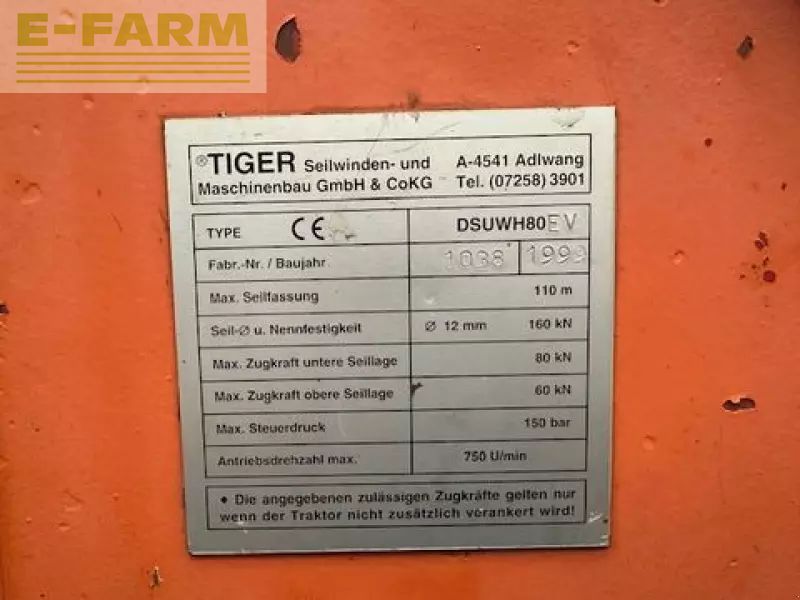 E-FARM
®TIGER Seilwinden- und A-4541 Adlwang
Maschinenbau GmbH & CoKG Tel. (07258) 3901
TYPE CE DSUWH80EV
Fabr.-Nr. / Baujahr 1038 1999
Max. Seilfassung 110 m
Seil-Ø u. Nennfestigkeit Ø 12 mm 160 kN
Max. Zugkraft untere Seillage 80 kN
Max. Zugkraft obere Seillage 60 kN
Max. Steuerdruck 150 bar
Antriebsdrehzahl max. 750 U/min
• Die angegebenen zulässigen Zugkräfte gelten nur
wenn der Traktor nicht zusätzlich verankert wird!